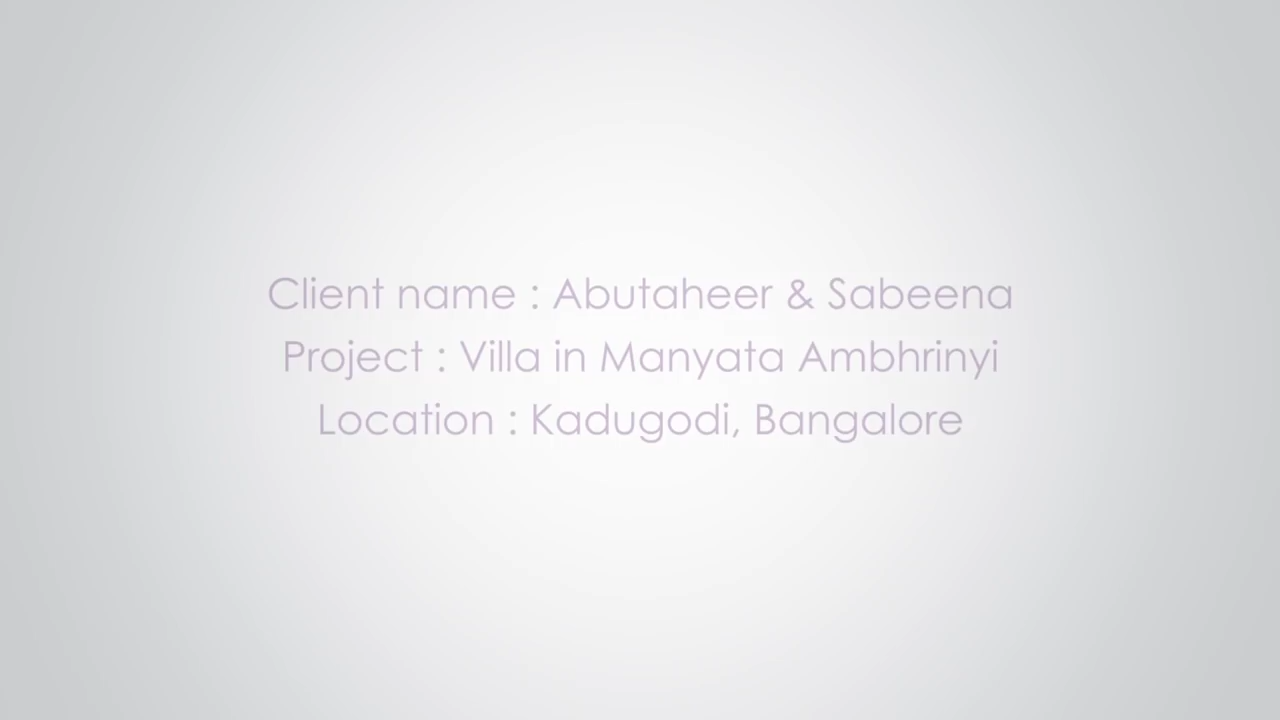 Client name : Abutaheer & Sabeena
Project : Villa in Manyata Ambhrinyi
Location : Kadugodi, Bangalore